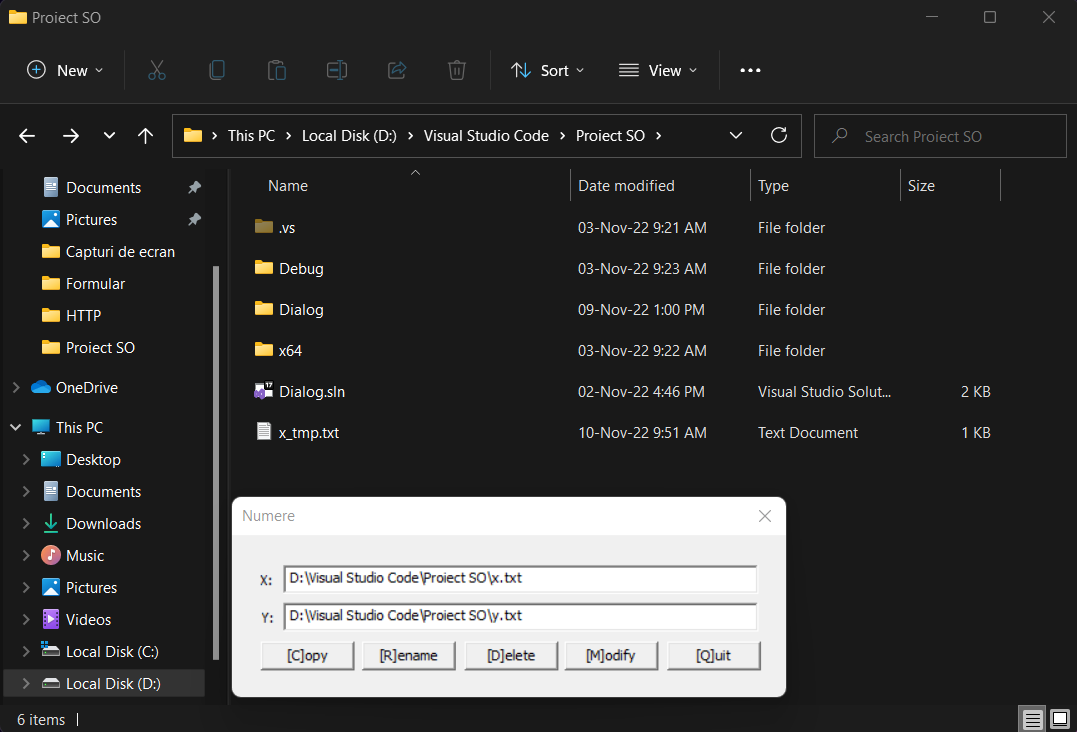 Proiect SO
New
Sort
View
This PC > Local Disk (D:) > Visual Studio Code > Proiect SO >
Search Proiect SO
Documents
Pictures
Capturi de ecran
Formular
HTTP
Proiect SO
OneDrive
This PC
Desktop
Documents
Downloads
Music
Pictures
Videos
Local Disk (C:)
Local Disk (D:)
Name Date modified Type Size
.vs 03-Nov-22 9:21 AM File folder
Debug 03-Nov-22 9:23 AM File folder
Dialog 09-Nov-22 1:00 PM File folder
x64 03-Nov-22 9:22 AM File folder
Dialog.sln 02-Nov-22 4:46 PM Visual Studio Solut... 2 KB
x_tmp.txt 10-Nov-22 9:51 AM Text Document 1 KB
Numere
X: D:\Visual Studio Code\Proiect SO\x.txt
Y: D:\Visual Studio Code\Proiect SO\y.txt
[C]opy [R]ename [D]elete [M]odify [Q]uit
6 items